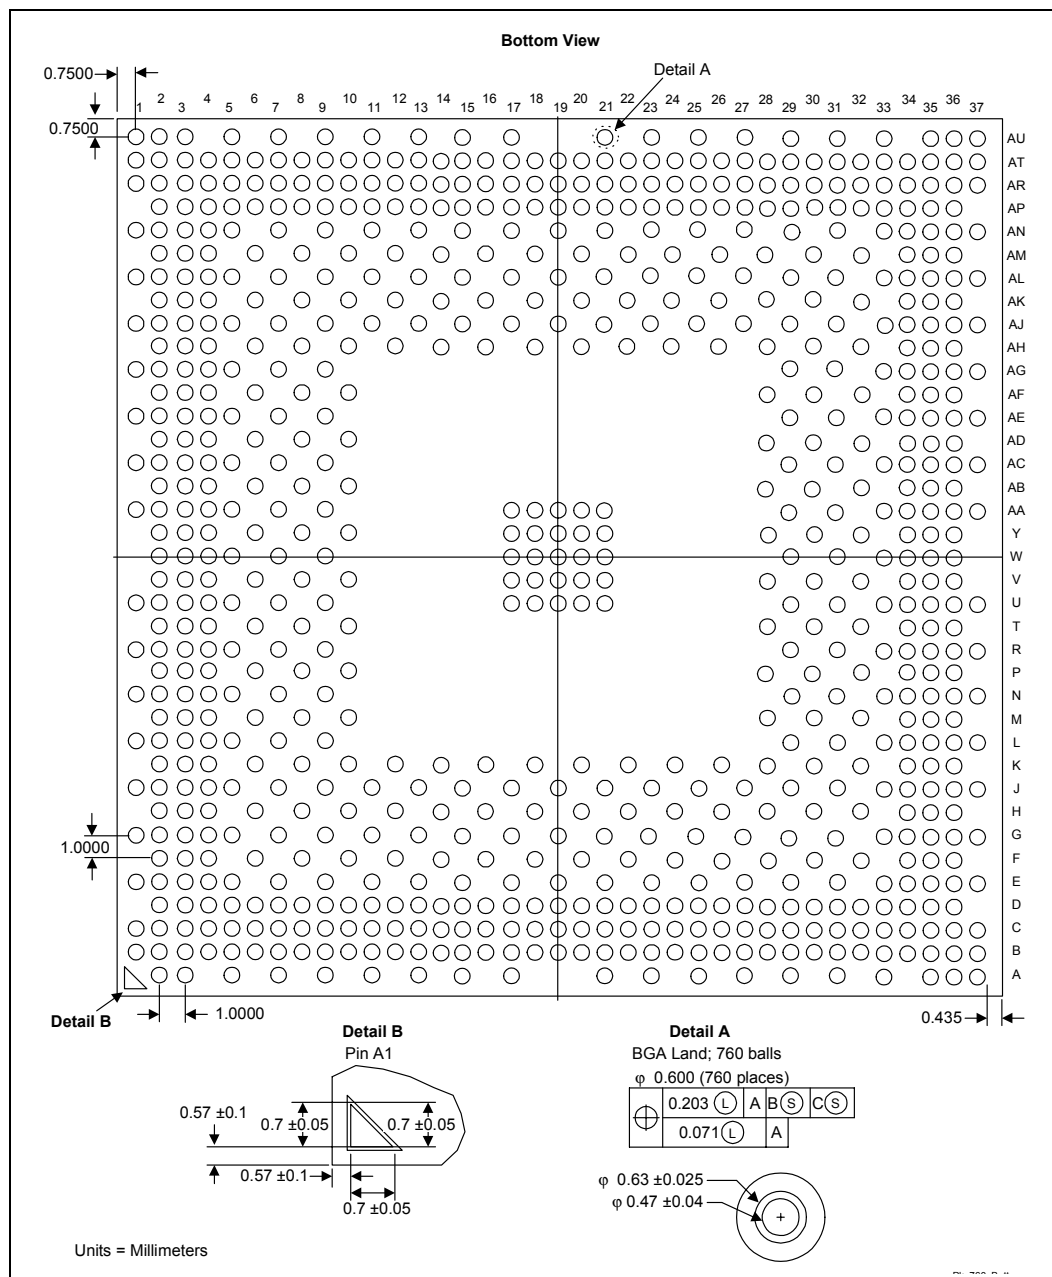 Bottom View
Detail A
0.7500
1 2 3 4 5 6 7 8 9 10 11 12 13 14 15 16 17 18 19 20 21 22 23 24 25 26 27 28 29 30 31 32 33 34 35 36 37
0.7500
AU
AT
AR
AP
AN
AM
AL
AK
AJ
AH
AG
AF
AE
AD
AC
AB
AA
Y
W
V
U
T
R
P
N
M
L
K
J
H
G
1.0000
F
E
D
C
B
A
Detail B
1.0000
0.435
Detail B
Pin A1
0.57 ±0.1
0.7 ±0.05
0.7 ±0.05
0.57 ±0.1
0.7 ±0.05
Detail A
BGA Land; 760 balls
φ 0.600 (760 places)
0.203 Ⓛ A BⓈ CⓈ
0.071Ⓛ A
φ 0.63 ±0.025
φ 0.47 ±0.04
Units = Millimeters